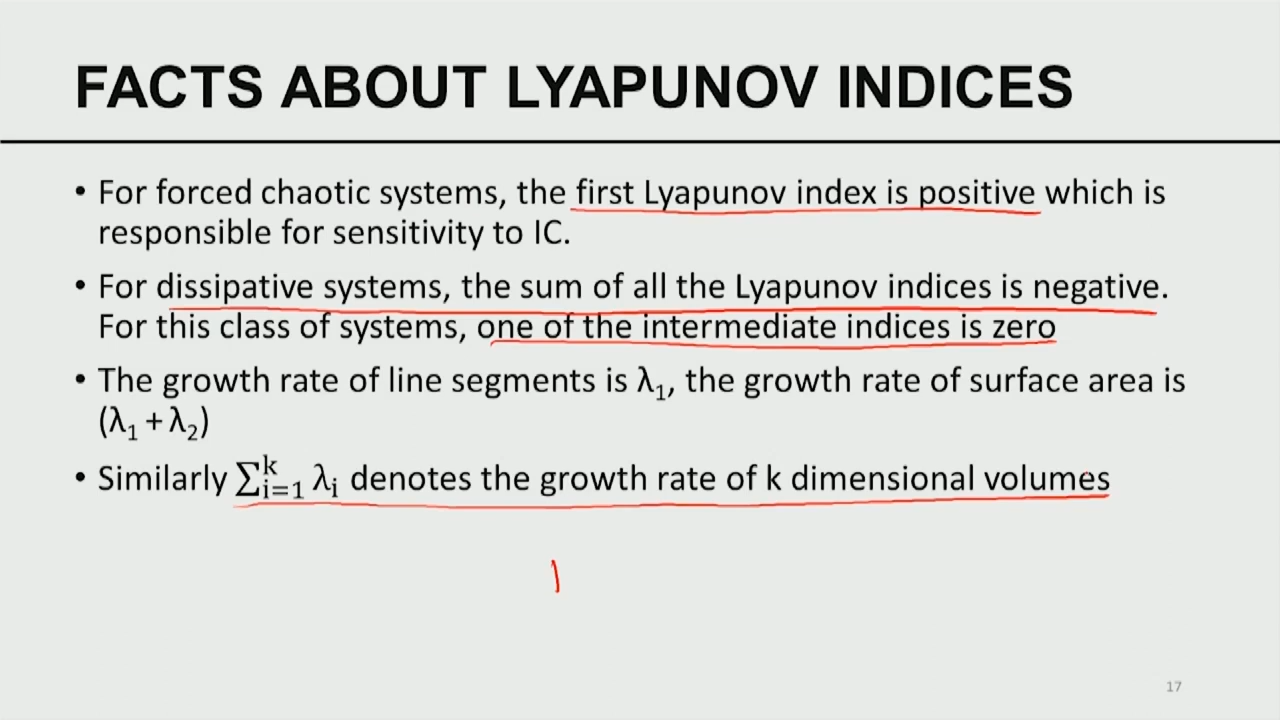 FACTS ABOUT LYAPUNOV INDICES
• For forced chaotic systems, the first Lyapunov index is positive which is
responsible for sensitivity to IC.
• For dissipative systems, the sum of all the Lyapunov indices is negative.
For this class of systems, one of the intermediate indices is zero
• The growth rate of line segments is λ₁, the growth rate of surface area is
(λ₁ + λ₂)
• Similarly ∑ᵢ₌₁ᵏ λᵢ denotes the growth rate of k dimensional volumes
17